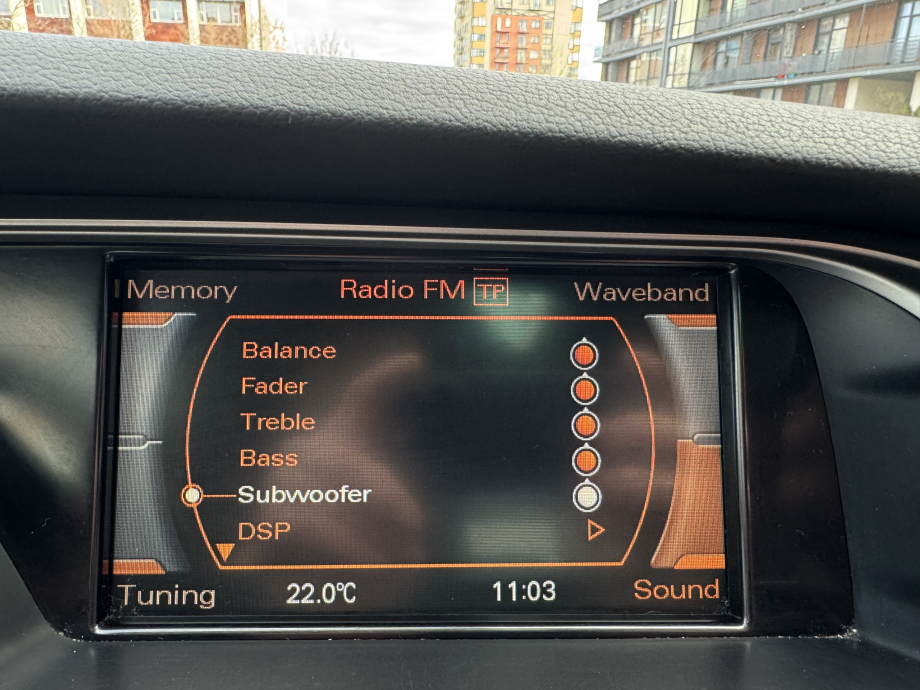 Memory Radio FM TP Waveband
Balance
Fader
Treble
Bass
Subwoofer
DSP
Tuning 22.0°C 11:03 Sound